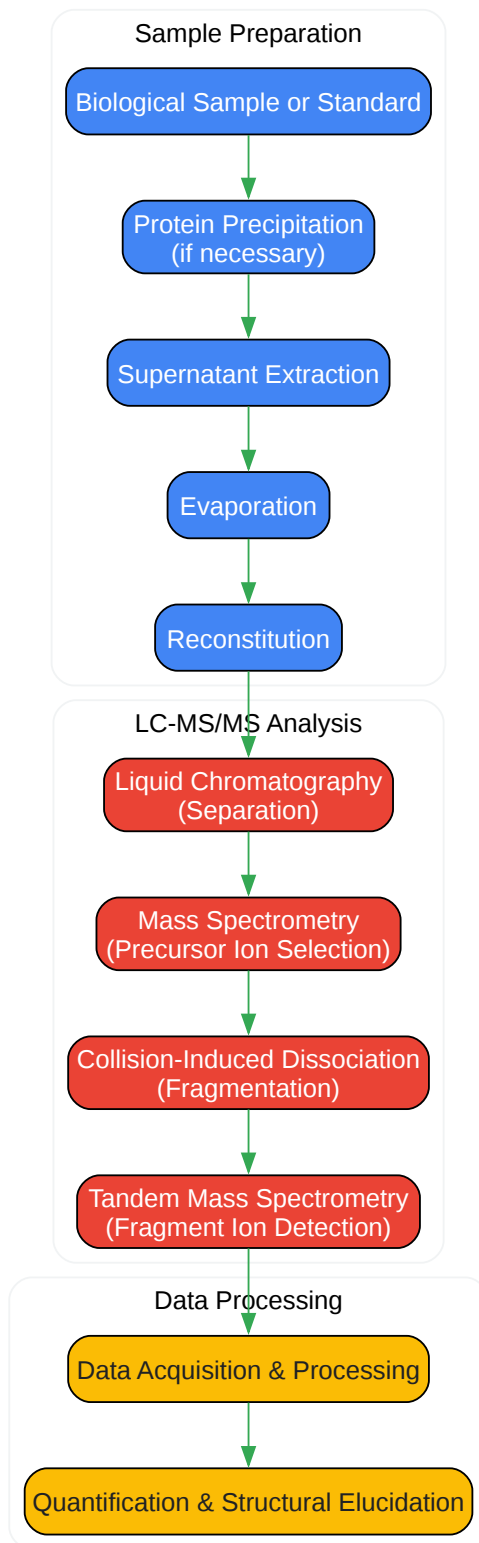 Sample Preparation
Biological Sample or Standard
Protein Precipitation
(if necessary)
Supernatant Extraction
Evaporation
Reconstitution
LC-MS/MS Analysis
Liquid Chromatography
(Separation)
Mass Spectrometry
(Precursor Ion Selection)
Collision-Induced Dissociation
(Fragmentation)
Tandem Mass Spectrometry
(Fragment Ion Detection)
Data Processing
Data Acquisition & Processing
Quantification & Structural Elucidation